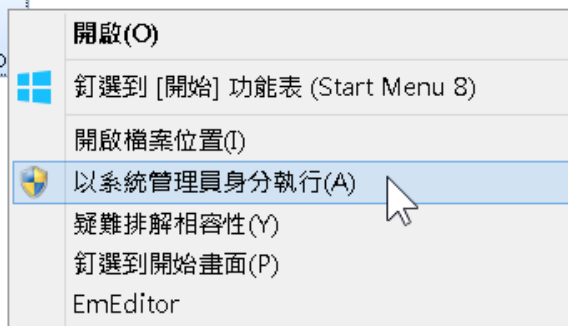 開啟(O)
釘選到 [開始] 功能表 (Start Menu 8)
開啟檔案位置(I)
以系統管理員身分執行(A)
疑難排解相容性(Y)
釘選到開始畫面(P)
EmEditor